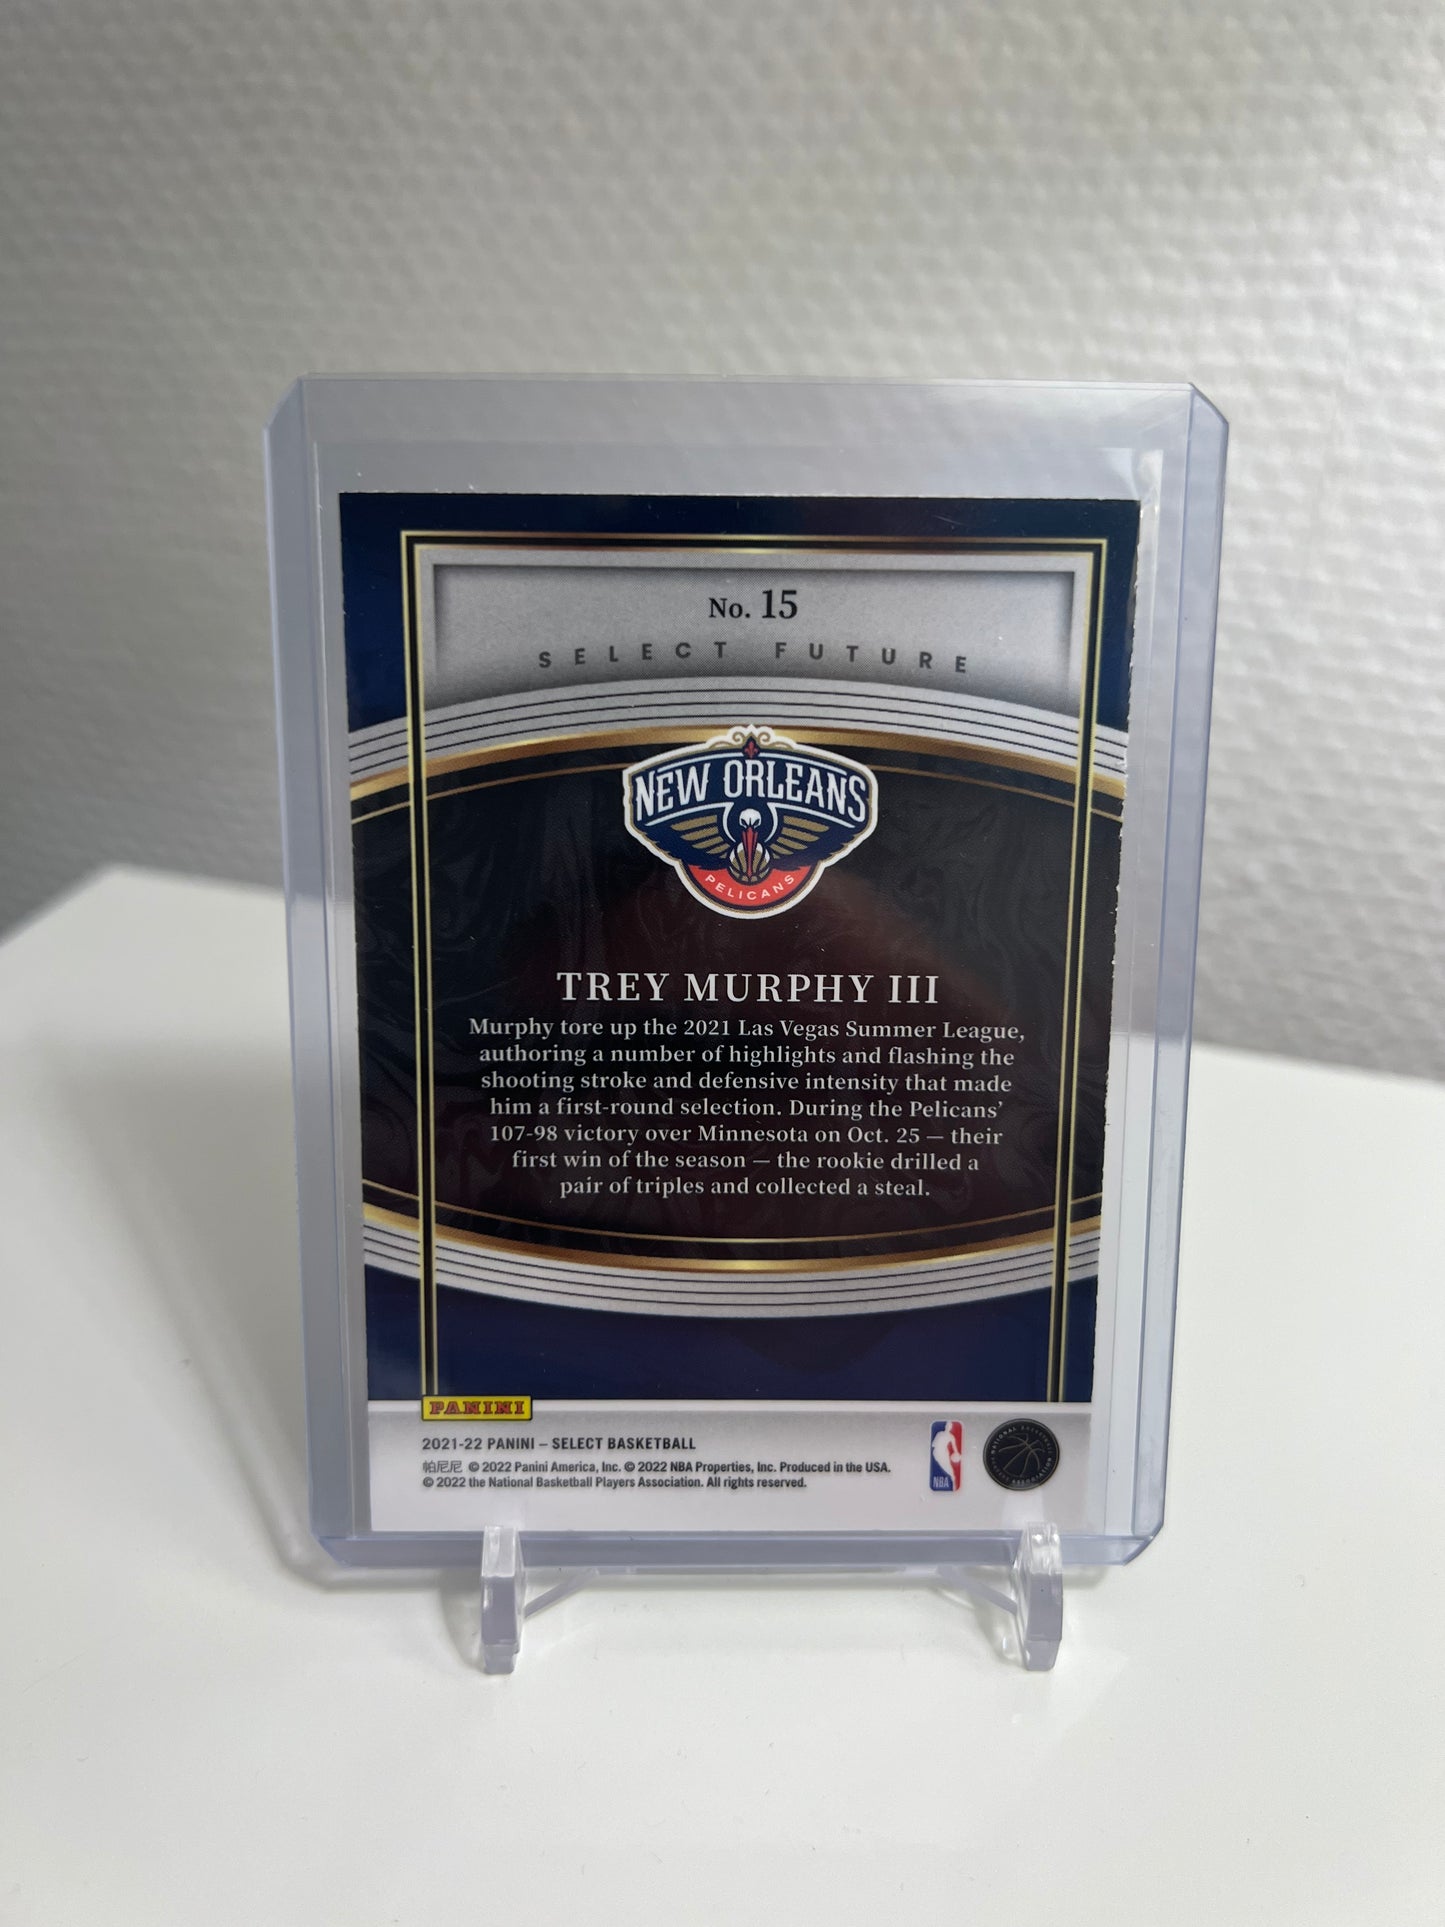 No. 15
SELECT FUTURE
NEW ORLEANS
PELICANS
TREY MURPHY III
Murphy tore up the 2021 Las Vegas Summer League,
authoring a number of highlights and flashing the
shooting stroke and defensive intensity that made
him a first-round selection. During the Pelicans’
107-98 victory over Minnesota on Oct. 25 — their
first win of the season — the rookie drilled a
pair of triples and collected a steal.
PANINI
2021-22 PANINI – SELECT BASKETBALL
帕尼尼 © 2022 Panini America, Inc. © 2022 NBA Properties, Inc. Produced in the USA.
© 2022 the National Basketball Players Association. All rights reserved.
NBA
NATIONAL BASKETBALL
PLAYERS ASSOCIATION